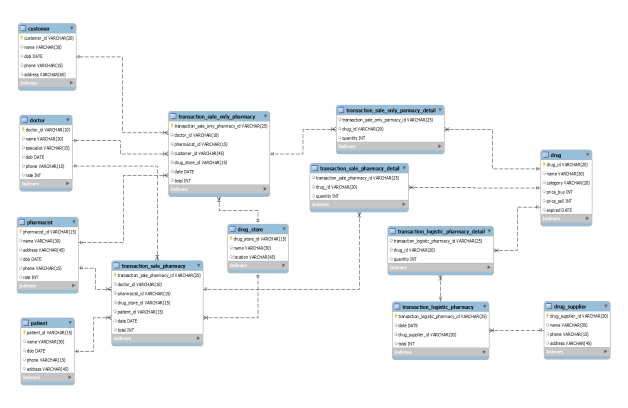 customer
customer_id VARCHAR(20)
name VARCHAR(30)
dob DATE
phone VARCHAR(15)
address VARCHAR(60)
Indexes
doctor
doctor_id VARCHAR(10)
name VARCHAR(30)
specialist VARCHAR(15)
dob DATE
phone VARCHAR(15)
rate INT
Indexes
pharmacist
pharmacist_id VARCHAR(15)
name VARCHAR(30)
address VARCHAR(45)
dob DATE
phone VARCHAR(15)
rate INT
Indexes
patient
patient_id VARCHAR(15)
name VARCHAR(30)
dob DATE
phone VARCHAR(15)
address VARCHAR(45)
Indexes
transaction_sale_only_pharmacy
transaction_sale_only_pharmacy_id VARCHAR(25)
doctor_id VARCHAR(10)
pharmacist_id VARCHAR(15)
customer_id VARCHAR(45)
drug_store_id VARCHAR(15)
date DATE
total INT
Indexes
drug_store
drug_store_id VARCHAR(15)
name VARCHAR(30)
location VARCHAR(45)
Indexes
transaction_sale_pharmacy
transaction_sale_pharmacy_id VARCHAR(25)
doctor_id VARCHAR(10)
pharmacist_id VARCHAR(15)
drug_store_id VARCHAR(15)
patient_id VARCHAR(15)
date DATE
total INT
Indexes
transaction_sale_only_parmacy_detail
transaction_sale_only_pharmacy_id VARCHAR(25)
drug_id VARCHAR(20)
quantity INT
Indexes
transaction_sale_pharmacy_detail
transaction_sale_pharmacy_id VARCHAR(25)
drug_id VARCHAR(20)
quantity INT
Indexes
drug
drug_id VARCHAR(20)
name VARCHAR(30)
category VARCHAR(20)
price_buy INT
price_sell INT
expired DATE
Indexes
transaction_logistic_pharmacy_detail
transaction_logistic_pharmacy_id VARCHAR(25)
drug_id VARCHAR(20)
quantity INT
Indexes
transaction_logistic_pharmacy
transaction_logistic_pharmacy_id VARCHAR(25)
date DATE
drug_supplier_id VARCHAR(20)
total INT
Indexes
drug_supplier
drug_supplier_id VARCHAR(20)
name VARCHAR(30)
phone VARCHAR(15)
address VARCHAR(45)
Indexes